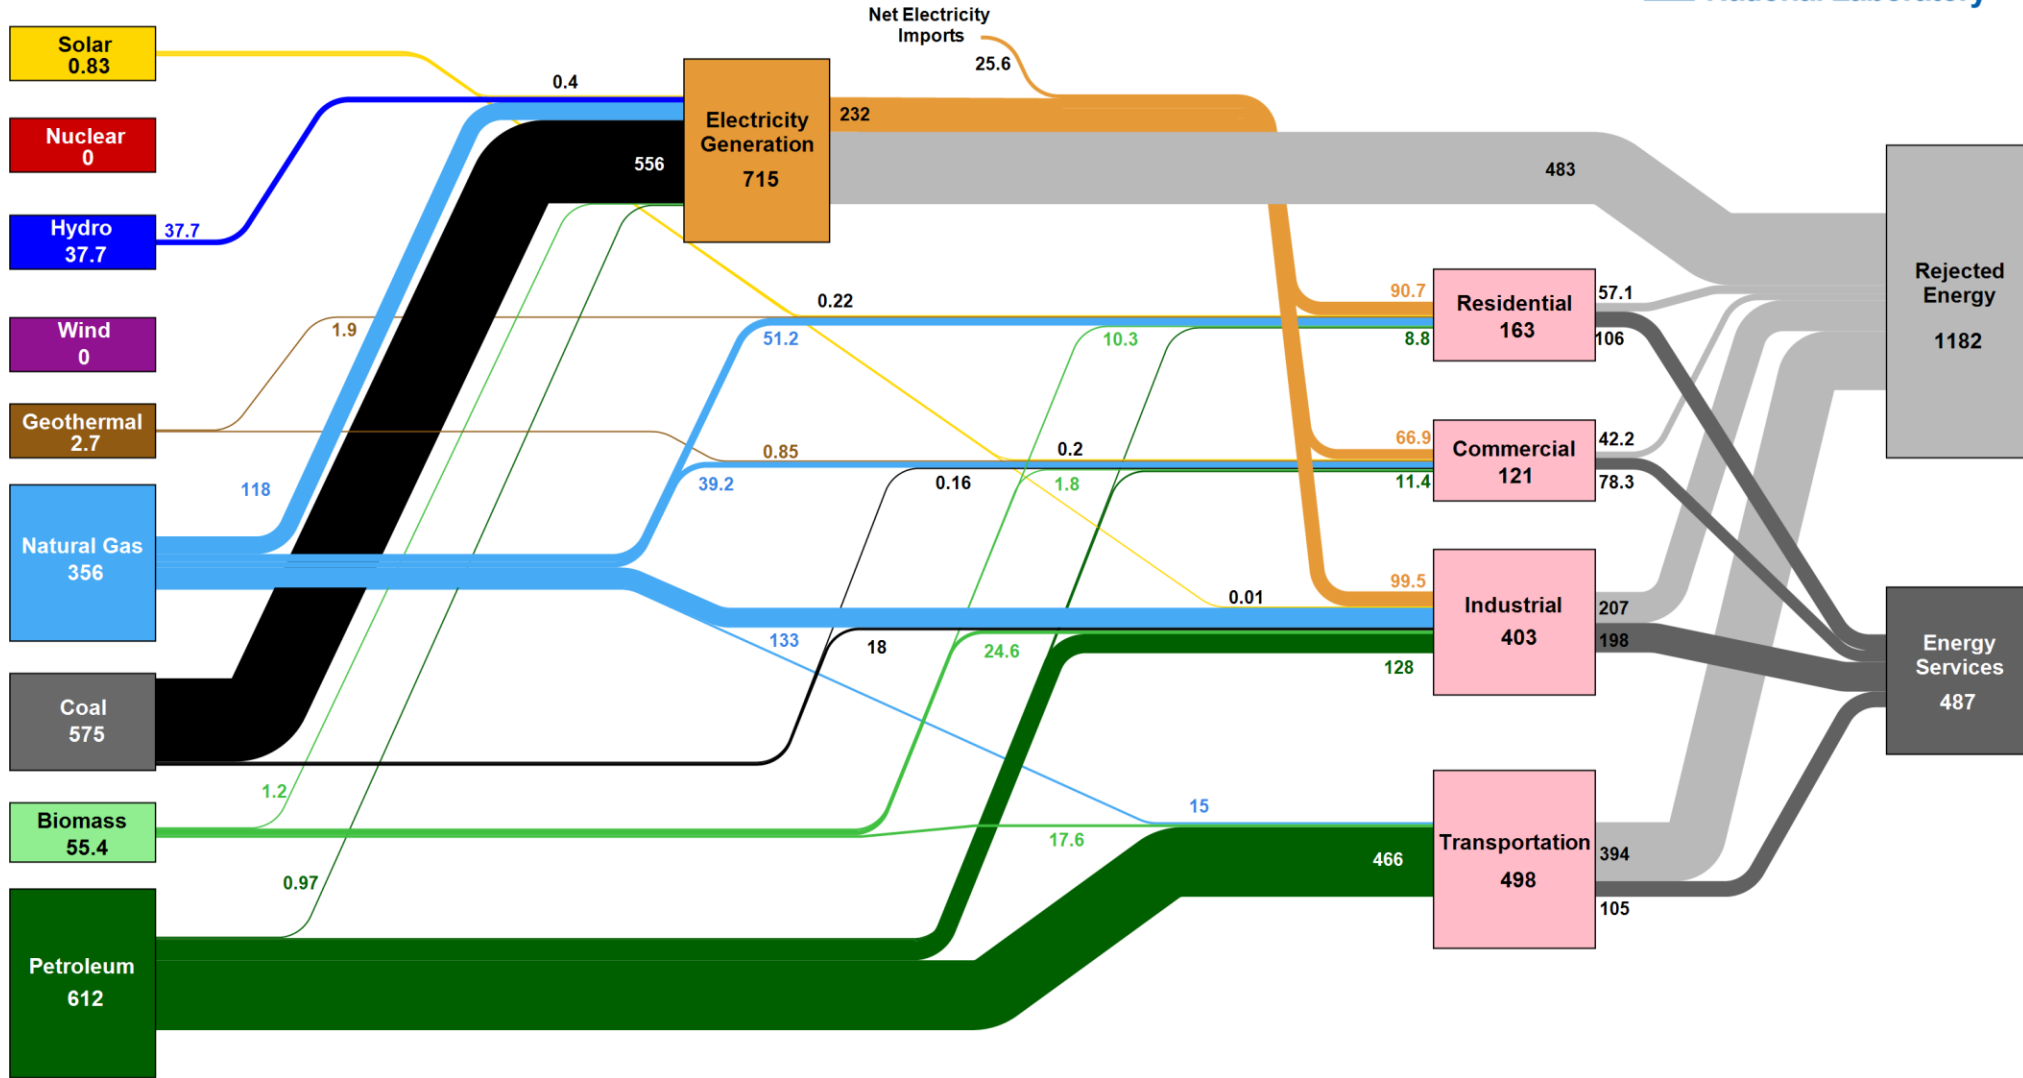 National Laboratory
Net Electricity
Imports
25.6
Solar
0.83
0.4
Electricity
Generation
715
232
556
483
Nuclear
0
Hydro
37.7
37.7
Wind
0
1.9
Geothermal
2.7
0.22
51.2
10.3
90.7
8.8
Residential
163
57.1
106
Rejected
Energy
1182
0.85
39.2
0.16
0.2
1.8
66.9
11.4
Commercial
121
42.2
78.3
118
Natural Gas
356
133
18
24.6
0.01
99.5
128
Industrial
403
207
198
Energy
Services
487
Coal
575
1.2
Biomass
55.4
0.97
17.6
15
466
Transportation
498
394
105
Petroleum
612